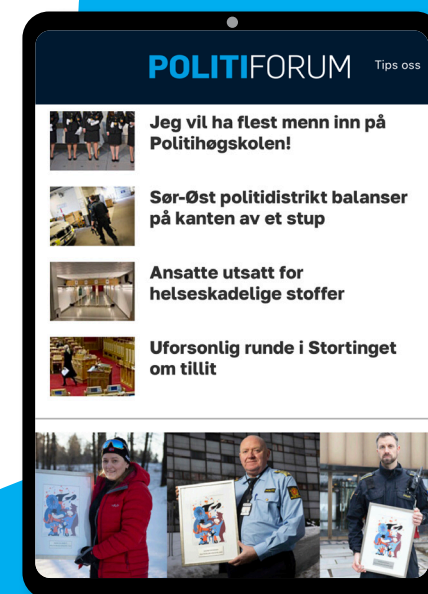 POLITIFORUM
Tips oss
Jeg vil ha flest menn inn på
Politihøgskolen!
Sør-Øst politidistrikt balanser
på kanten av et stup
Ansatte utsatt for
helseskadelige stoffer
Uforsonlig runde i Stortinget
om tillit